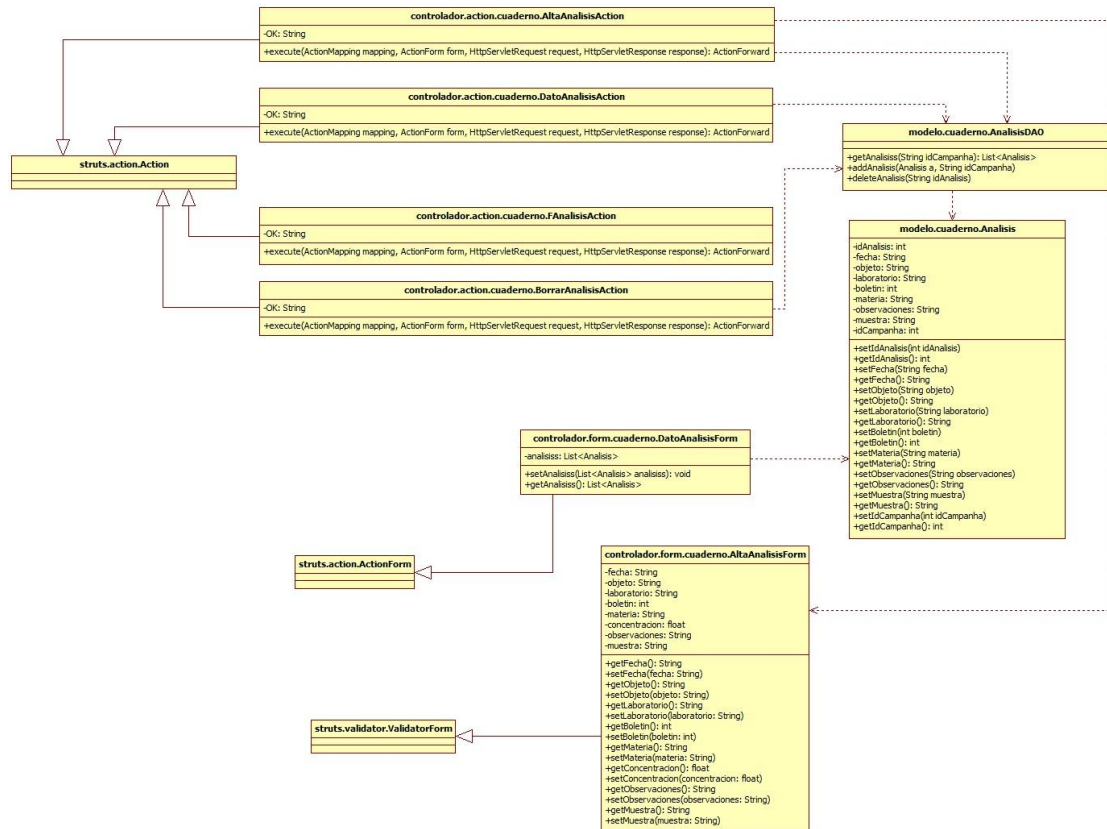 controlador.action.cuaderno.AltaAnalisisAction
-OK: String
+execute(ActionMapping mapping, ActionForm form, HttpServletRequest request, HttpServletResponse response): ActionForward
controlador.action.cuaderno.DatoAnalisisAction
-OK: String
+execute(ActionMapping mapping, ActionForm form, HttpServletRequest request, HttpServletResponse response): ActionForward
struts.action.Action
modelo.cuaderno.AnalisisDAO
+getAnalisiss(String idCampanha): List<Analisis>
+addAnalisis(Analisis a, String idCampanha)
+deleteAnalisis(String idAnalisis)
controlador.action.cuaderno.FAnalisisAction
-OK: String
+execute(ActionMapping mapping, ActionForm form, HttpServletRequest request, HttpServletResponse response): ActionForward
controlador.action.cuaderno.BorrarAnalisisAction
-OK: String
+execute(ActionMapping mapping, ActionForm form, HttpServletRequest request, HttpServletResponse response): ActionForward
modelo.cuaderno.Analisis
-idAnalisis: int
-fecha: String
-objeto: String
-laboratorio: String
-boletin: int
-materia: String
-observaciones: String
-muestra: String
-idCampanha: int
+setIdAnalisis(int idAnalisis)
+getIdAnalisis(): int
+setFecha(String fecha)
+getFecha(): String
+setObjeto(String objeto)
+getObjeto(): String
+setLaboratorio(String laboratorio)
+getLaboratorio(): String
+setBoletin(int boletin)
+getBoletin(): int
+setMateria(String materia)
+getMateria(): String
+setObservaciones(String observaciones)
+getObservaciones(): String
+setMuestra(String muestra)
+getMuestra(): String
+setIdCampanha(int idCampanha)
+getIdCampanha(): int
controlador.form.cuaderno.DatoAnalisisForm
-analisiss: List<Analisis>
+setAnalisiss(List<Analisis> analisiss): void
+getAnalisiss(): List<Analisis>
struts.action.ActionForm
controlador.form.cuaderno.AltaAnalisisForm
-fecha: String
-objeto: String
-laboratorio: String
-boletin: int
-materia: String
-concentracion: float
-observaciones: String
-muestra: String
+getFecha(): String
+setFecha(fecha: String)
+getObjeto(): String
+setObjeto(objeto: String)
+getLaboratorio(): String
+setLaboratorio(laboratorio: String)
+getBoletin(): int
+setBoletin(boletin: int)
+getMateria(): String
+setMateria(materia: String)
+getConcentracion(): float
+setConcentracion(concentracion: float)
+getObservaciones(): String
+setObservaciones(observaciones: String)
+getMuestra(): String
+setMuestra(muestra: String)
struts.validator.ValidatorForm